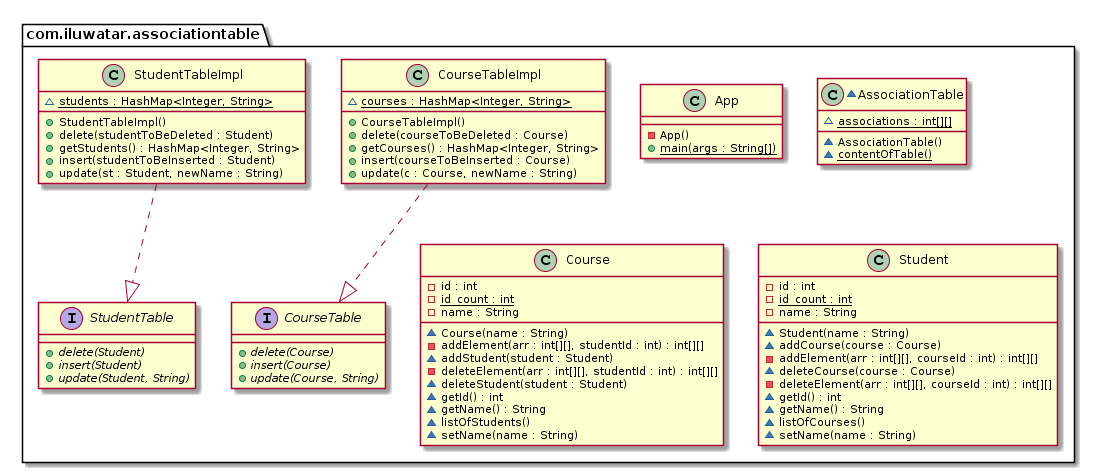 com.iluwatar.associationtable
C StudentTableImpl
students : HashMap<Integer, String>
StudentTableImpl()
delete(studentToBeDeleted : Student)
getStudents() : HashMap<Integer, String>
insert(studentToBeInserted : Student)
update(st : Student, newName : String)
C CourseTableImpl
courses : HashMap<Integer, String>
CourseTableImpl()
delete(courseToBeDeleted : Course)
getCourses() : HashMap<Integer, String>
insert(courseToBeInserted : Course)
update(c : Course, newName : String)
C App
App()
main(args : String[])
C AssociationTable
associations : int[][]
AssociationTable()
contentOfTable()
I StudentTable
delete(Student)
insert(Student)
update(Student, String)
I CourseTable
delete(Course)
insert(Course)
update(Course, String)
C Course
id : int
id_count : int
name : String
Course(name : String)
addElement(arr : int[][], studentId : int) : int[][]
addStudent(student : Student)
deleteElement(arr : int[][], studentId : int) : int[][]
deleteStudent(student : Student)
getId() : int
getName() : String
listOfStudents()
setName(name : String)
C Student
id : int
id_count : int
name : String
Student(name : String)
addCourse(course : Course)
addElement(arr : int[][], courseId : int) : int[][]
deleteCourse(course : Course)
deleteElement(arr : int[][], courseId : int) : int[][]
getId() : int
getName() : String
listOfCourses()
setName(name : String)